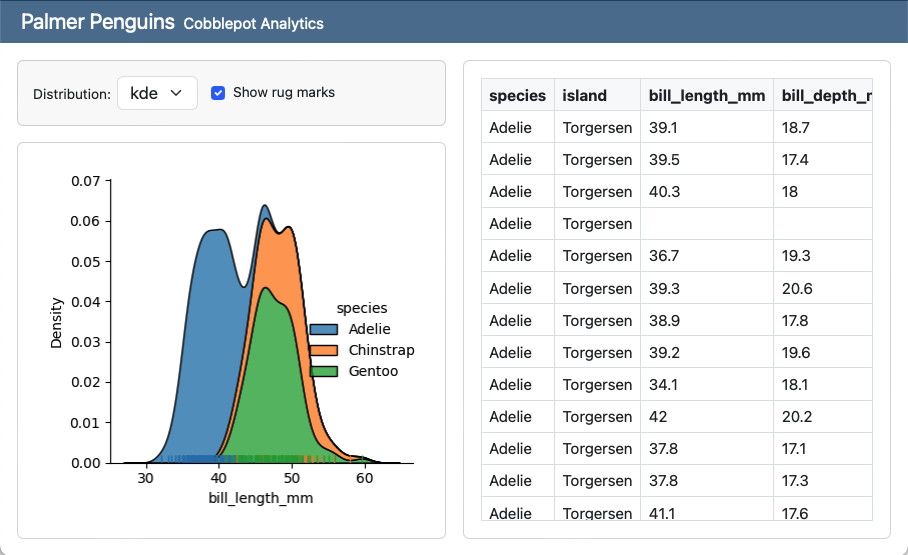 Palmer Penguins Cobblepot Analytics
Distribution: kde Show rug marks
0.07
0.06
0.05
0.04
0.03
0.02
0.01
0.00
Density
species
Adelie
Chinstrap
Gentoo
30 40 50 60
bill_length_mm
species island bill_length_mm bill_depth_m
Adelie Torgersen 39.1 18.7
Adelie Torgersen 39.5 17.4
Adelie Torgersen 40.3 18
Adelie Torgersen
Adelie Torgersen 36.7 19.3
Adelie Torgersen 39.3 20.6
Adelie Torgersen 38.9 17.8
Adelie Torgersen 39.2 19.6
Adelie Torgersen 34.1 18.1
Adelie Torgersen 42 20.2
Adelie Torgersen 37.8 17.1
Adelie Torgersen 37.8 17.3
Adelie Torgersen 41.1 17.6